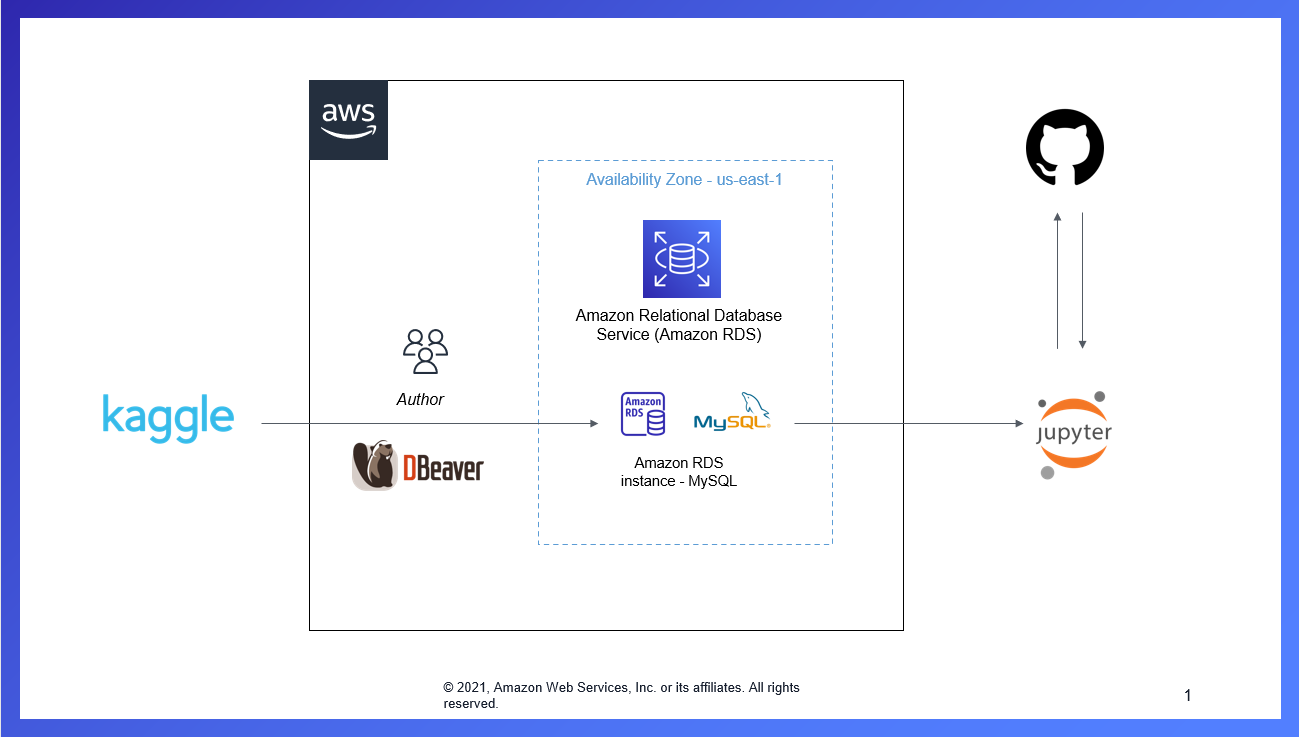 aws
Availability Zone - us-east-1
Amazon Relational Database
Service (Amazon RDS)
Author
kaggle
Amazon
RDS
MySQL
DBeaver
Amazon RDS
instance - MySQL
jupyter
© 2021, Amazon Web Services, Inc. or its affiliates. All rights
reserved.
1